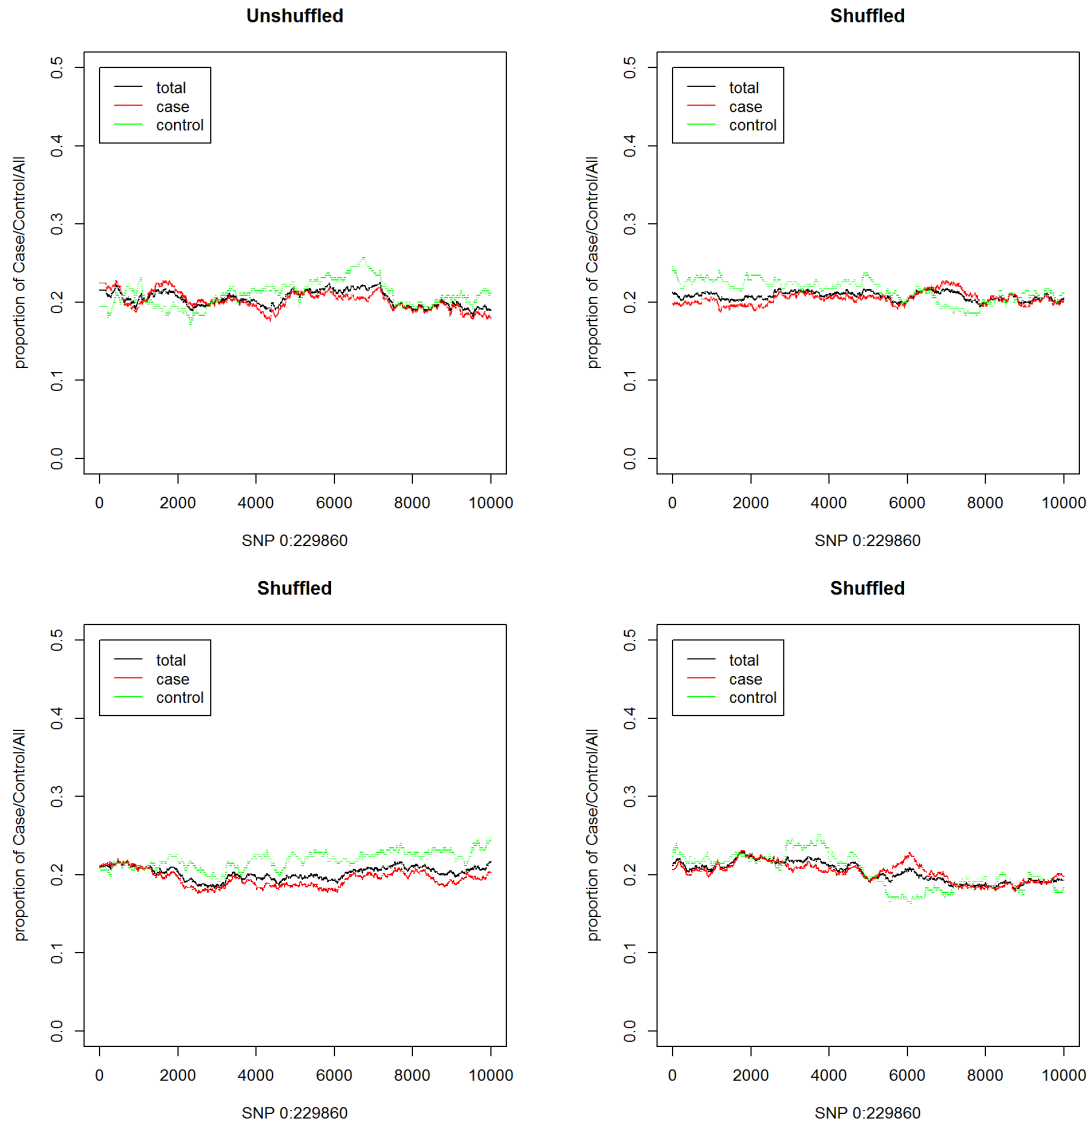 Unshuffled
proportion of Case/Control/All
0.0 0.1 0.2 0.3 0.4 0.5
total
case
control
0 2000 4000 6000 8000 10000
SNP 0:229860
Shuffled
proportion of Case/Control/All
0.0 0.1 0.2 0.3 0.4 0.5
total
case
control
0 2000 4000 6000 8000 10000
SNP 0:229860
Shuffled
proportion of Case/Control/All
0.0 0.1 0.2 0.3 0.4 0.5
total
case
control
0 2000 4000 6000 8000 10000
SNP 0:229860
Shuffled
proportion of Case/Control/All
0.0 0.1 0.2 0.3 0.4 0.5
total
case
control
0 2000 4000 6000 8000 10000
SNP 0:229860